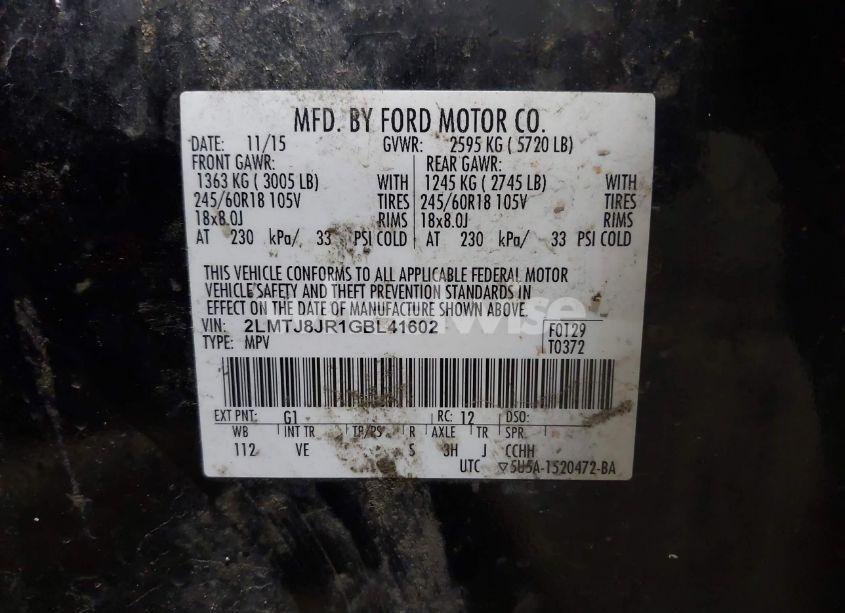 MFD. BY FORD MOTOR CO.
DATE: 11/15 GVWR: 2595 KG ( 5720 LB)
FRONT GAWR: REAR GAWR:
1363 KG ( 3005 LB) WITH 1245 KG ( 2745 LB) WITH
245/60R18 105V TIRES 245/60R18 105V TIRES
18x8.0J RIMS 18x8.0J RIMS
AT 230 kPa/ 33 PSI COLD AT 230 kPa/ 33 PSI COLD
THIS VEHICLE CONFORMS TO ALL APPLICABLE FEDERAL MOTOR
VEHICLE SAFETY AND THEFT PREVENTION STANDARDS IN
EFFECT ON THE DATE OF MANUFACTURE SHOWN ABOVE.
VIN: 2LMTJ8JR1GBL41602 F0129
TYPE: MPV T0372
EXT PNT: G1 RC: 12 DSO:
WB INT TR TP/PS R AXLE TR SPR
112 VE S 3H J CCHH
UTC ▽5U5A-1520472-BA